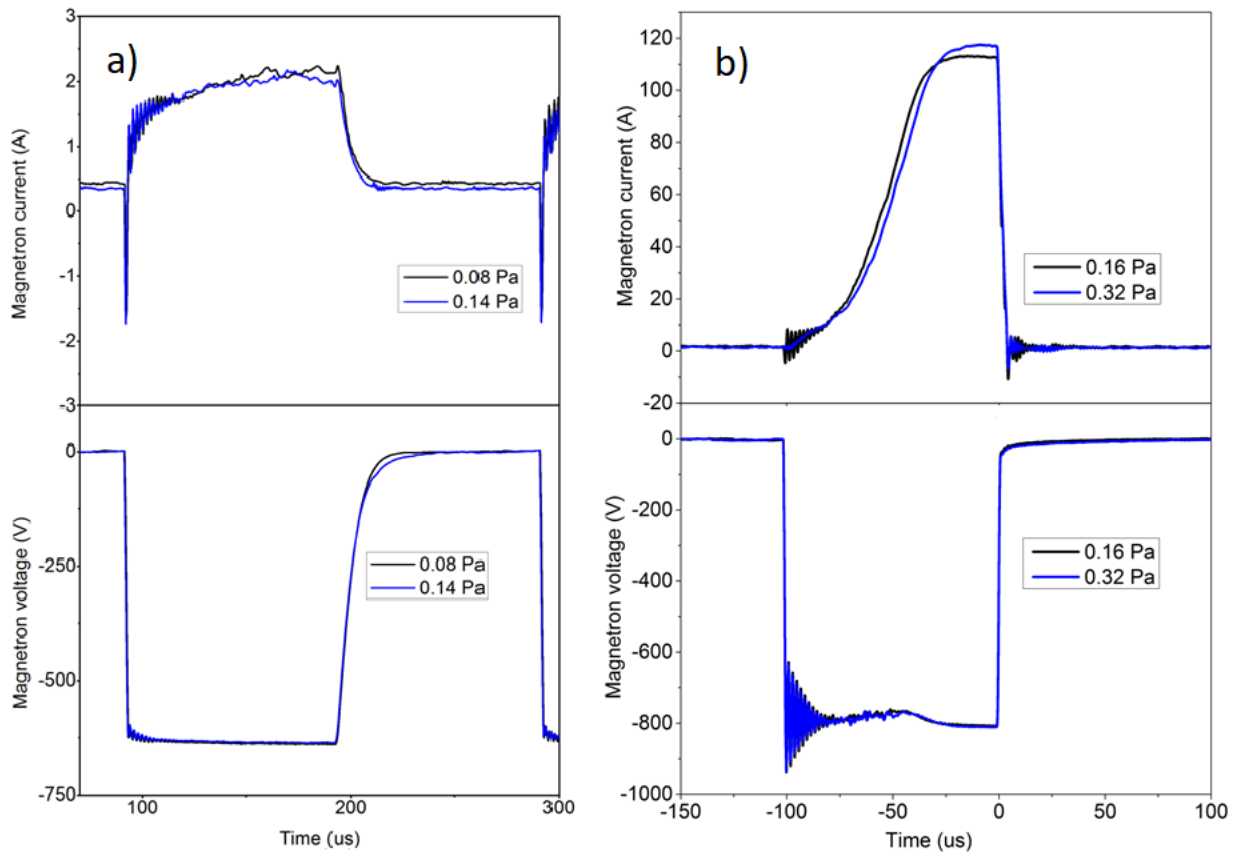 a)
Magnetron current (A)
3
2
1
0
-1
-2
-3
0.08 Pa
0.14 Pa
Magnetron voltage (V)
0
-250
-500
-750
0.08 Pa
0.14 Pa
100
200
300
Time (us)
b)
Magnetron current (A)
120
100
80
60
40
20
0
-20
0.16 Pa
0.32 Pa
Magnetron voltage (V)
0
-200
-400
-600
-800
-1000
0.16 Pa
0.32 Pa
-150
-100
-50
0
50
100
Time (us)